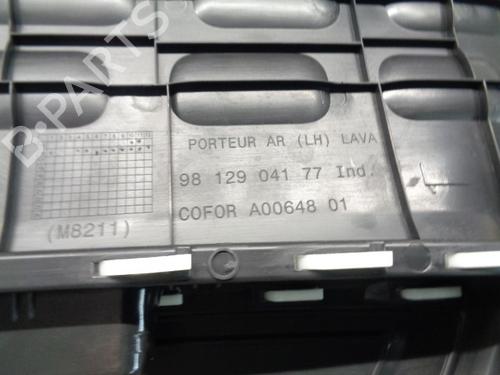 B-PARTS
PORTEUR AR (LH) LAVA
98 129 041 77 Ind.
COFOR A00648 01
(M8211)